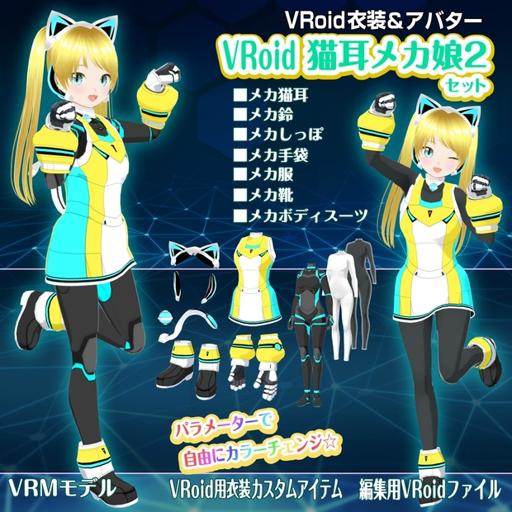 VRoid衣装＆アバター
VRoid 猫耳メカ娘2
セット
■メカ猫耳
■メカ鈴
■メカしっぽ
■メカ手袋
■メカ服
■メカ靴
■メカボディスーツ
パラメーターで
自由にカラーチェンジ☆
VRMモデル
VRoid用衣装カスタムアイテム
編集用VRoidファイル